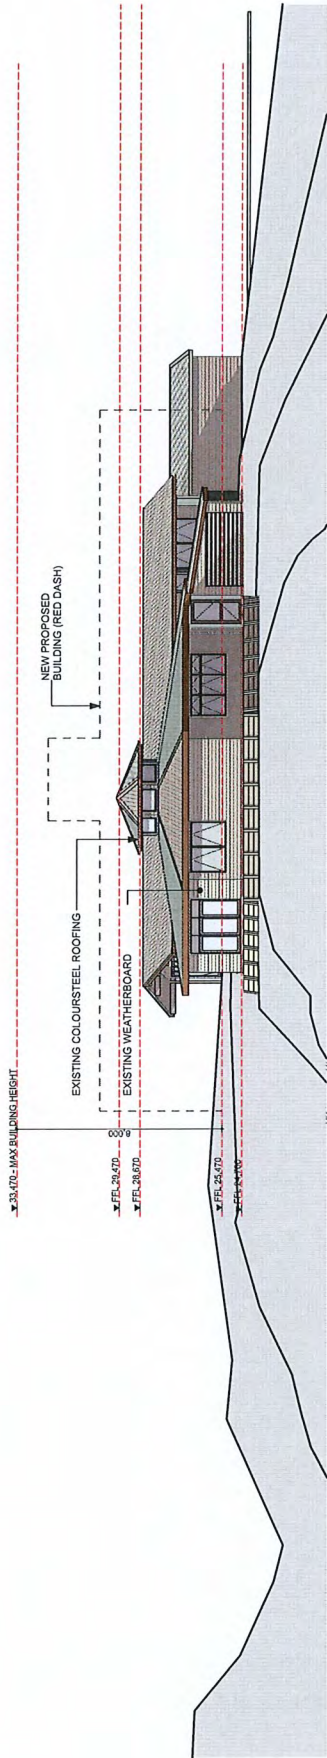 33,470 - MAX BUILDING HEIGHT
FFL 29,470
FFL 28,670
FFL 25,470
8,000
EXISTING COLOURSTEEL ROOFING
EXISTING WEATHERBOARD
NEW PROPOSED
BUILDING (RED DASH)